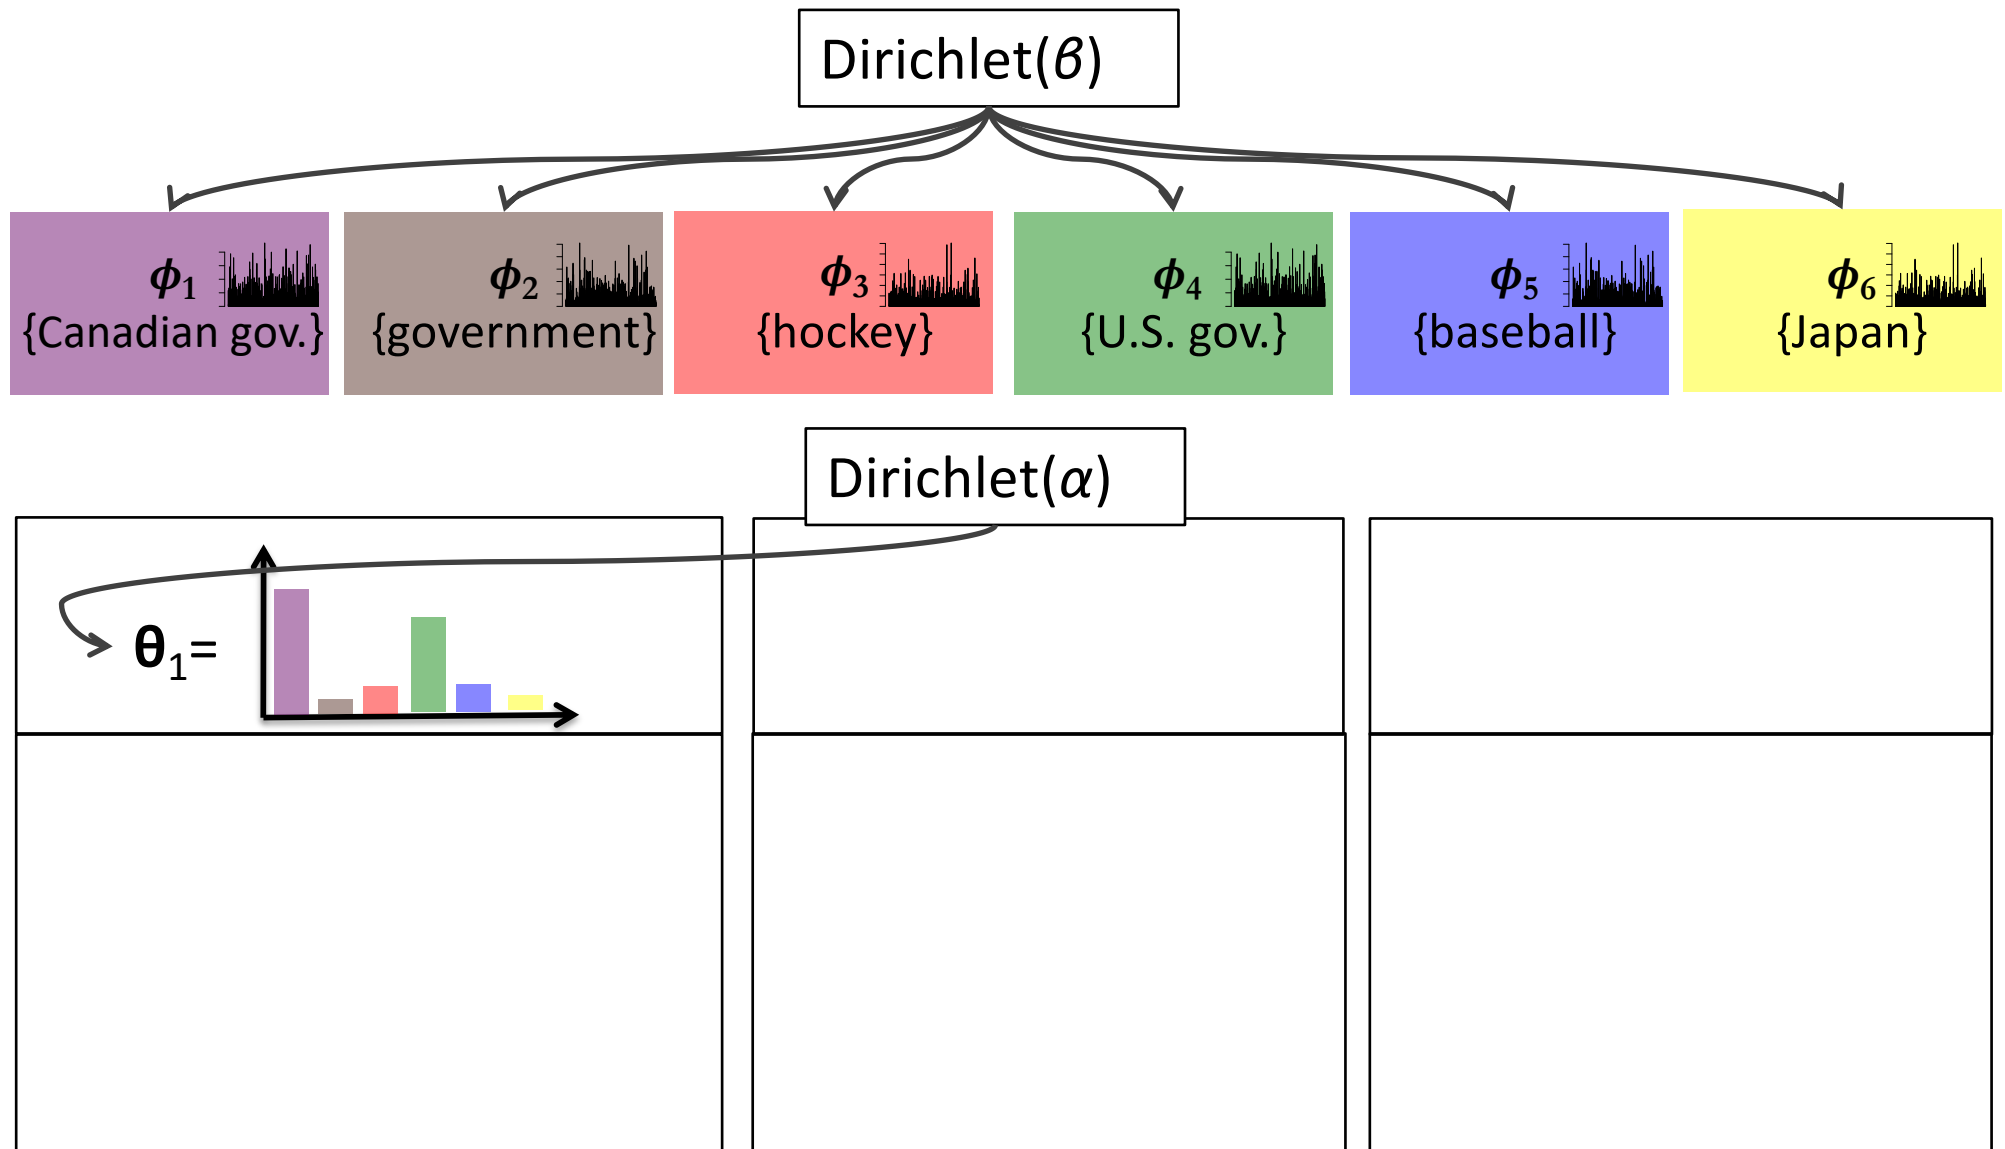 Dirichlet(β)
ϕ₁
{Canadian gov.}
ϕ₂
{government}
ϕ₃
{hockey}
ϕ₄
{U.S. gov.}
ϕ₅
{baseball}
ϕ₆
{Japan}
Dirichlet(α)
θ₁=